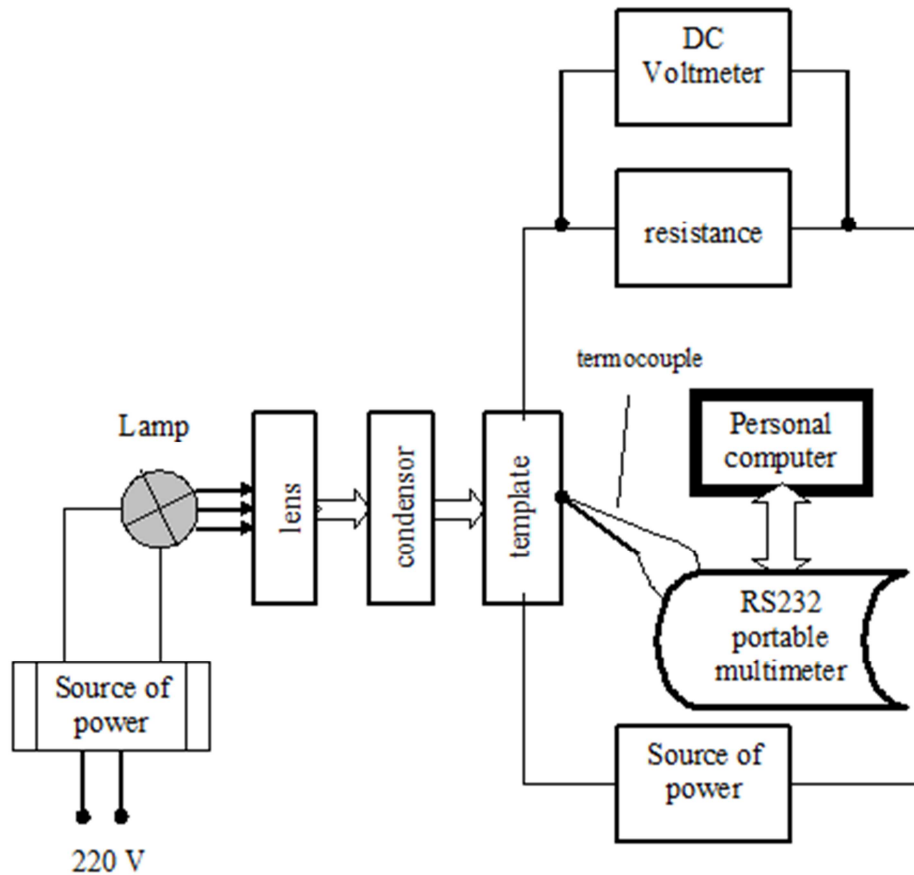 DC
Voltmeter
resistance
termocouple
Lamp
Personal
computer
lens
condensor
template
RS232
portable
multimeter
Source of
power
Source of
power
220 V